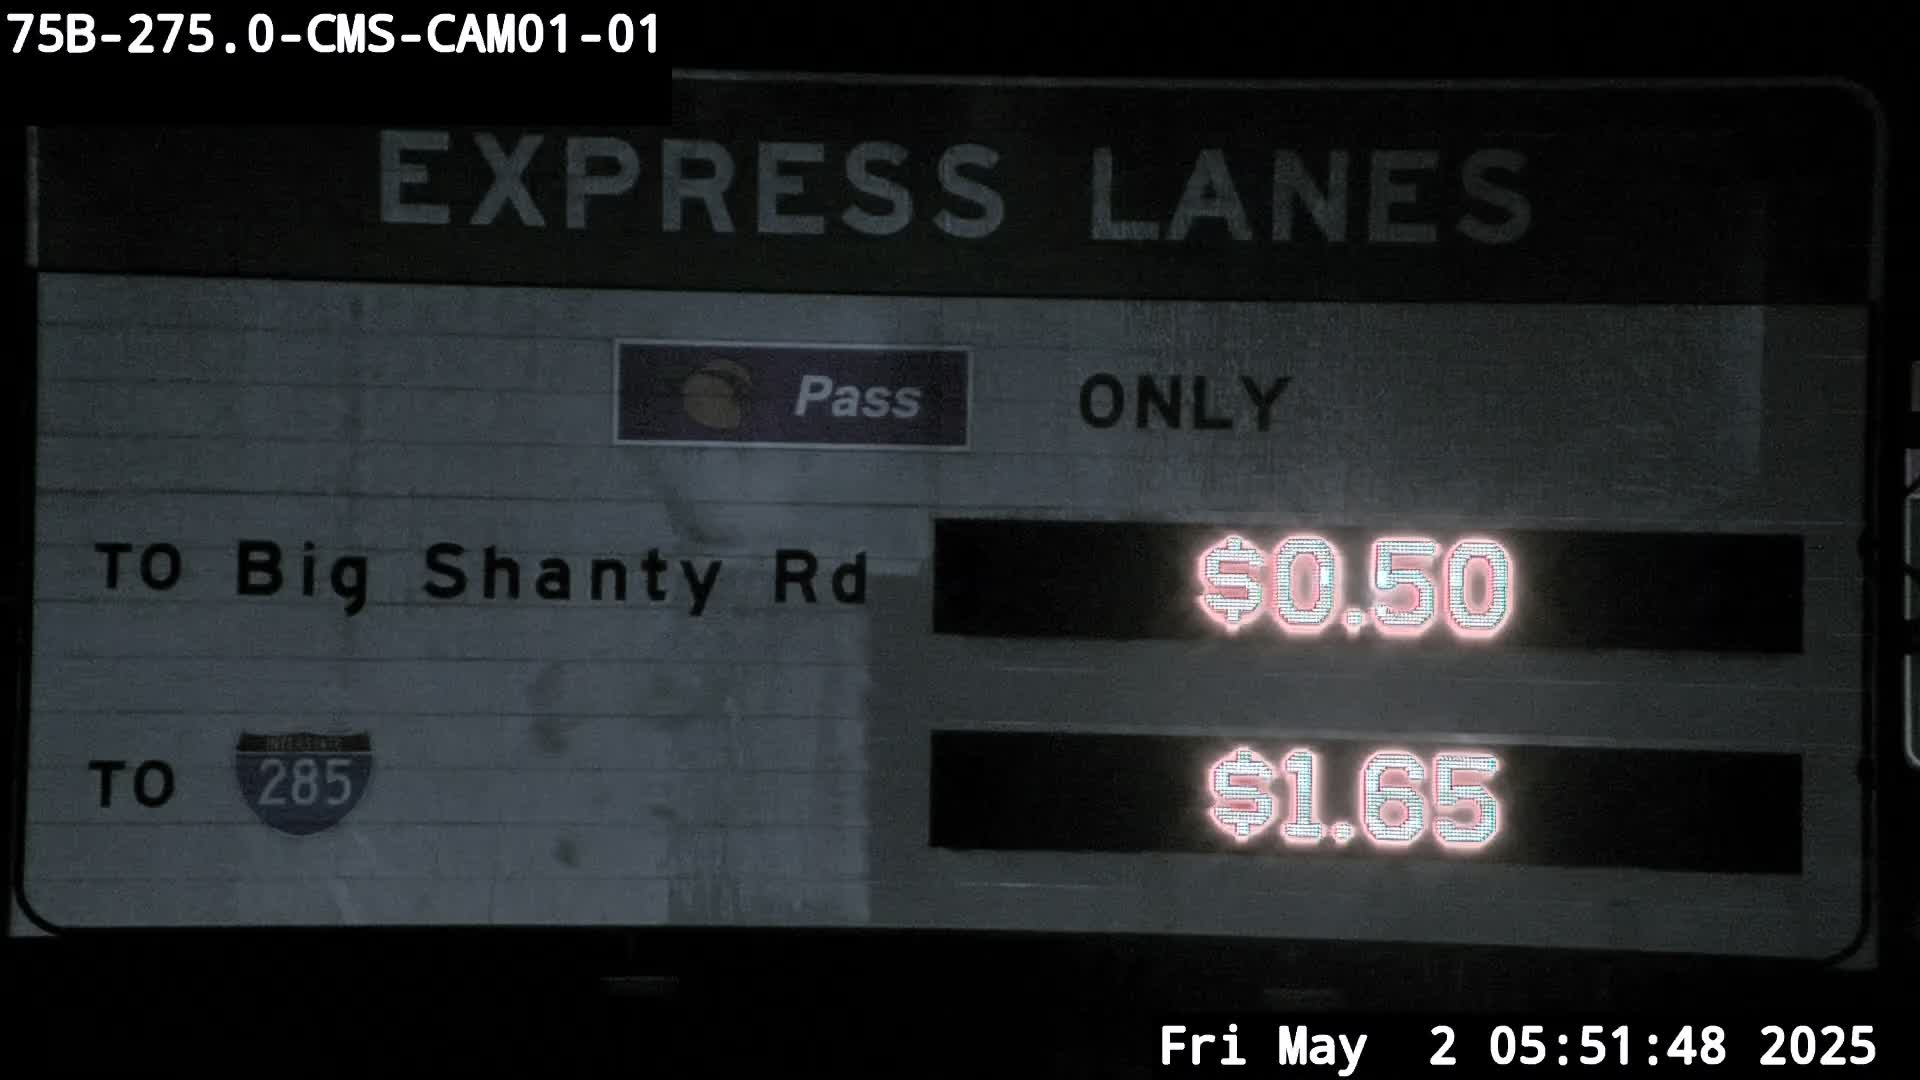 75B-275.0-CMS-CAM01-01
EXPRESS LANES
Pass ONLY
TO Big Shanty Rd $0.50
TO INTERSTATE 285 $1.65
Fri May 2 05:51:48 2025